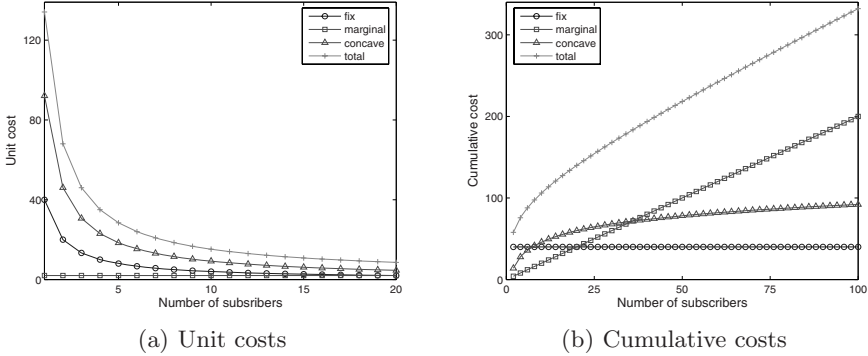 fix
marginal
concave
total
120
80
40
0
5
10
15
20
Unit cost
Number of subsribers
(a) Unit costs
fix
marginal
concave
total
300
200
100
0
25
50
75
100
Cumulative cost
Number of subscribers
(b) Cumulative costs